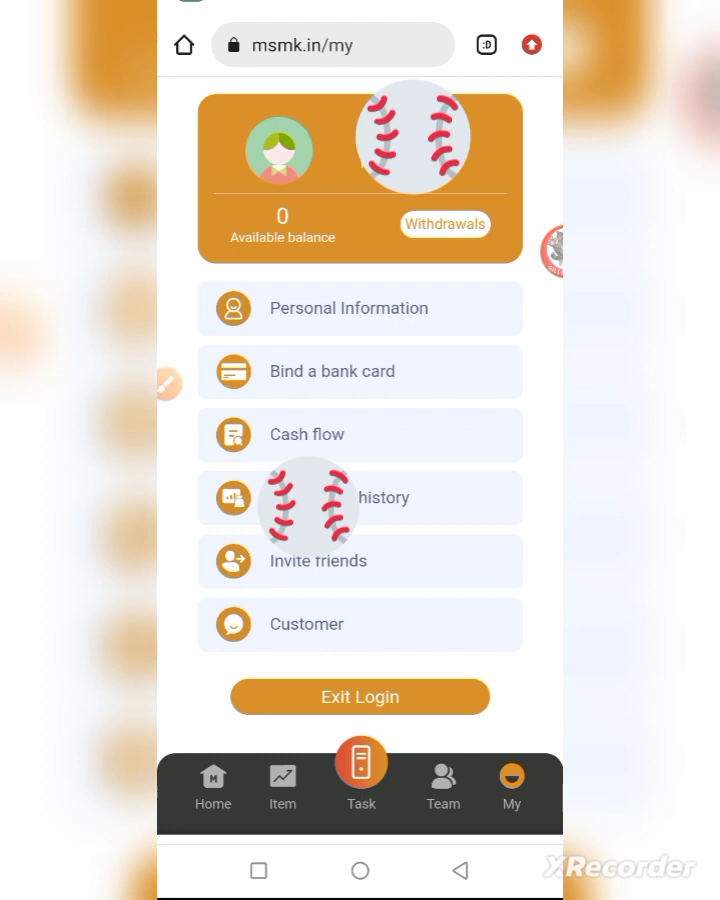 msmk.in/my
:D
0
Available balance
Withdrawals
Personal Information
Bind a bank card
Cash flow
history
Invite friends
Customer
Exit Login
M
Home
Item
Task
Team
My
XRecorder